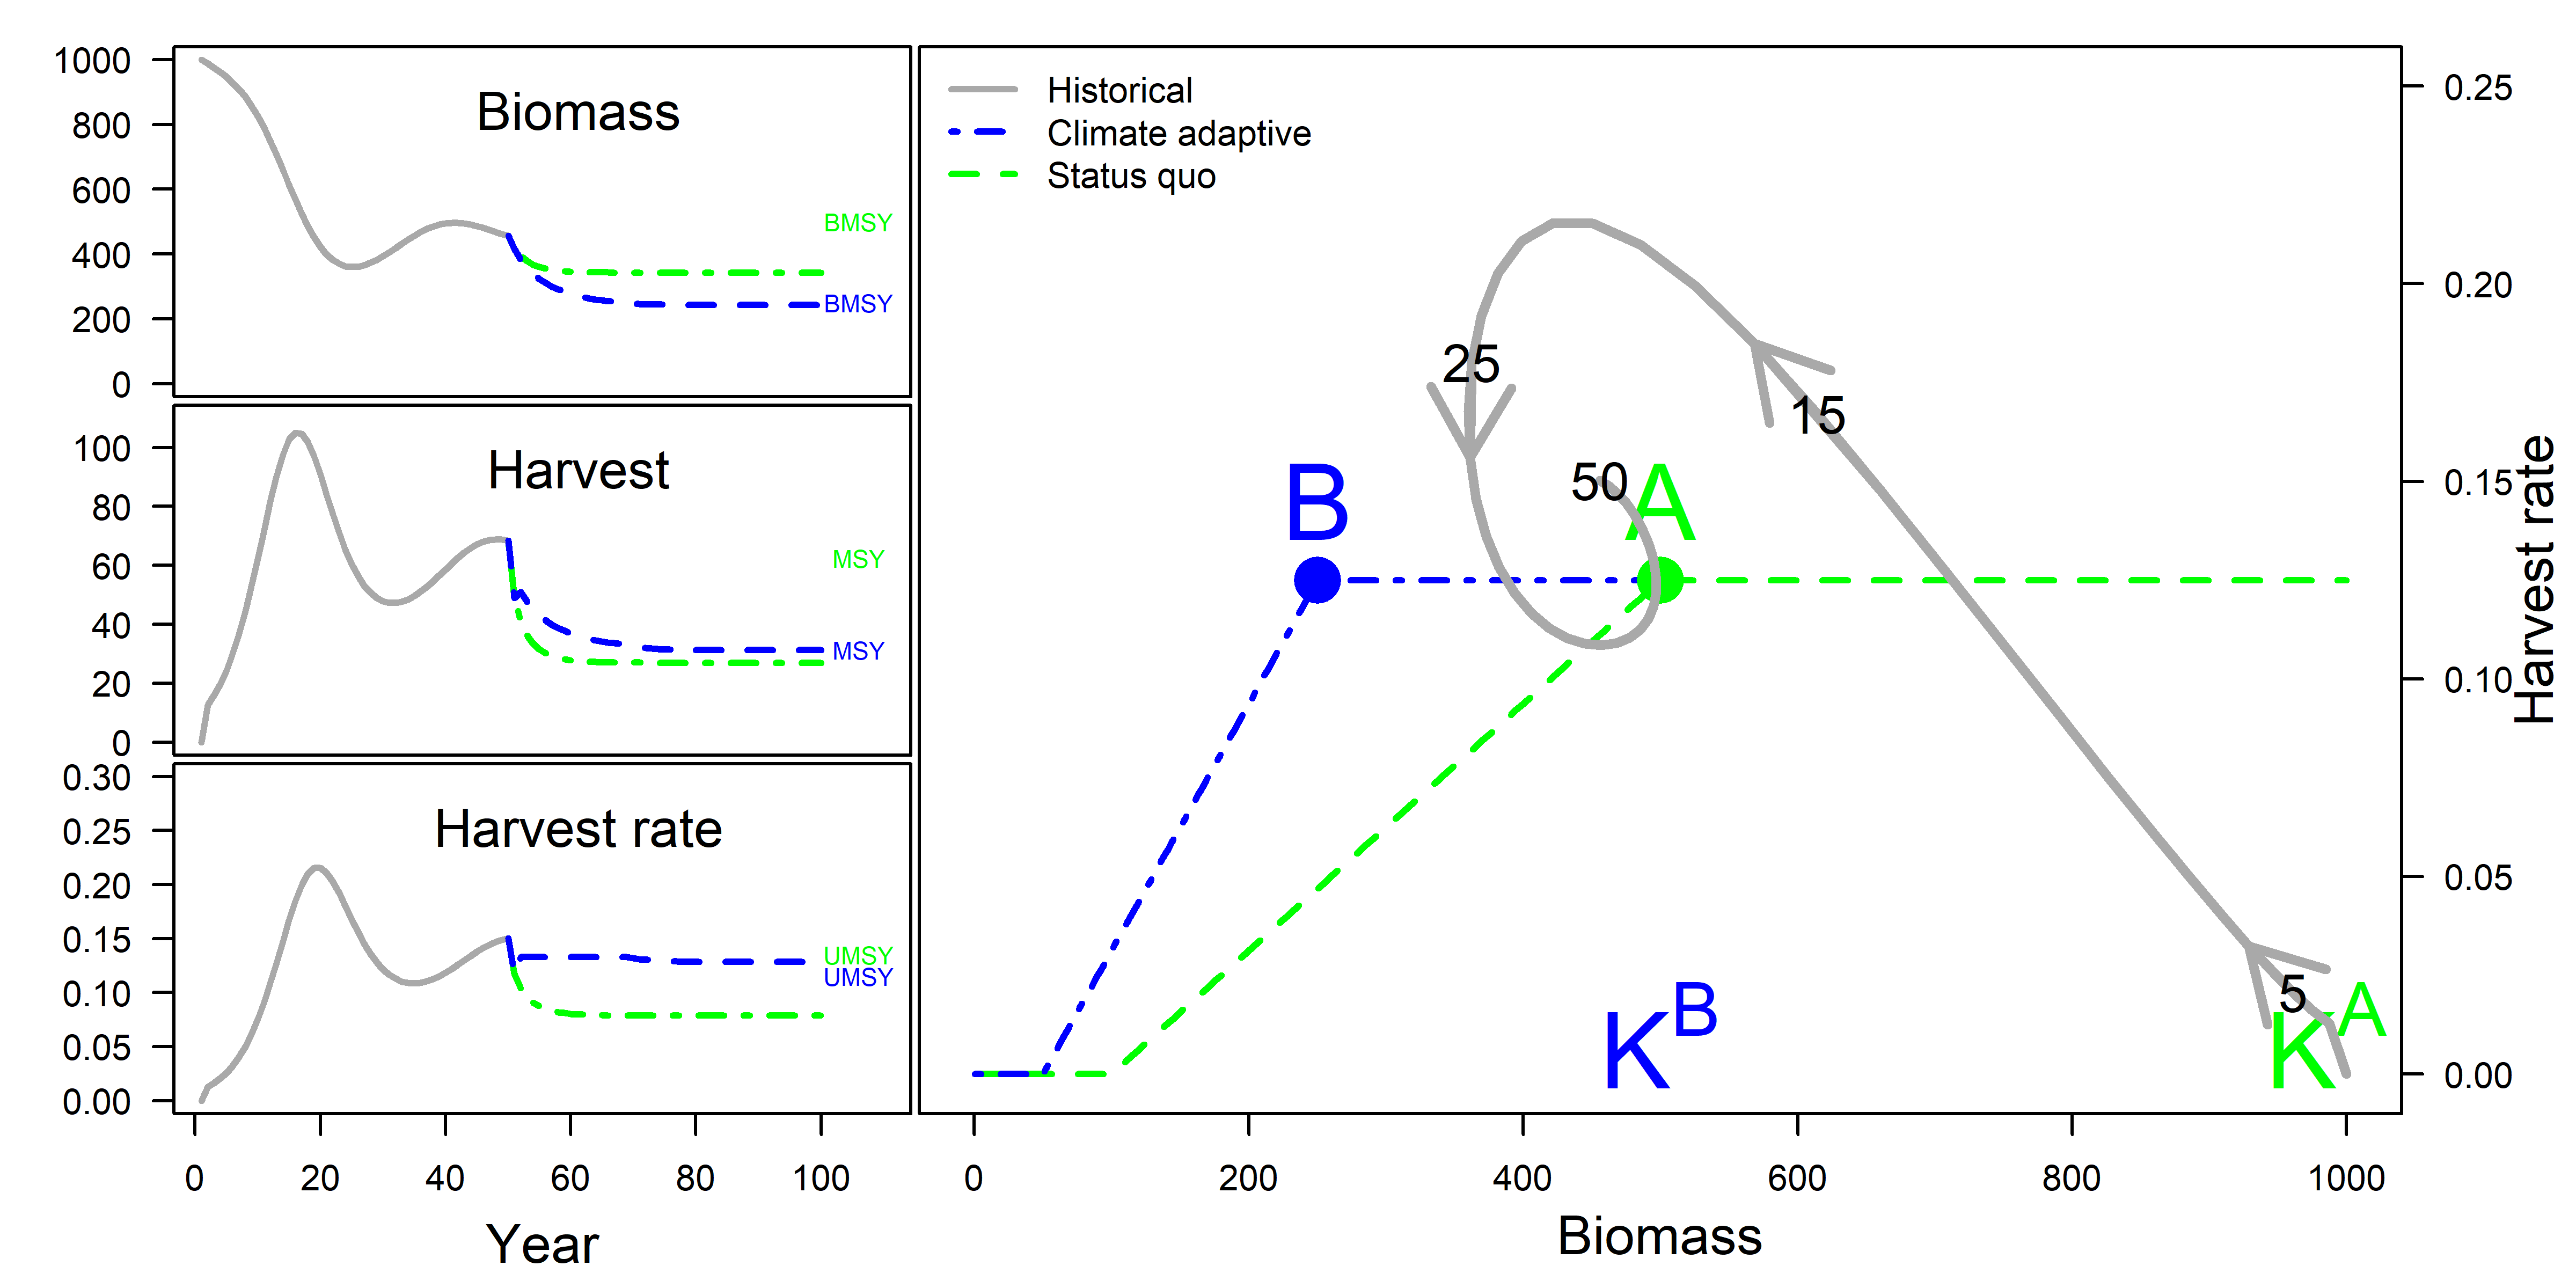 Biomass
1000
800
600
400
200
0
BMSY
BMSY
Harvest
100
80
60
40
20
0
MSY
MSY
Harvest rate
0.30
0.25
0.20
0.15
0.10
0.05
0.00
UMSY
UMSY
0 20 40 60 80 100
Year
Historical
Climate adaptive
Status quo
25
15
50
B
A
5
K^B
K^A
0.25
0.20
0.15
0.10
0.05
0.00
Harvest rate
0 200 400 600 800 1000
Biomass